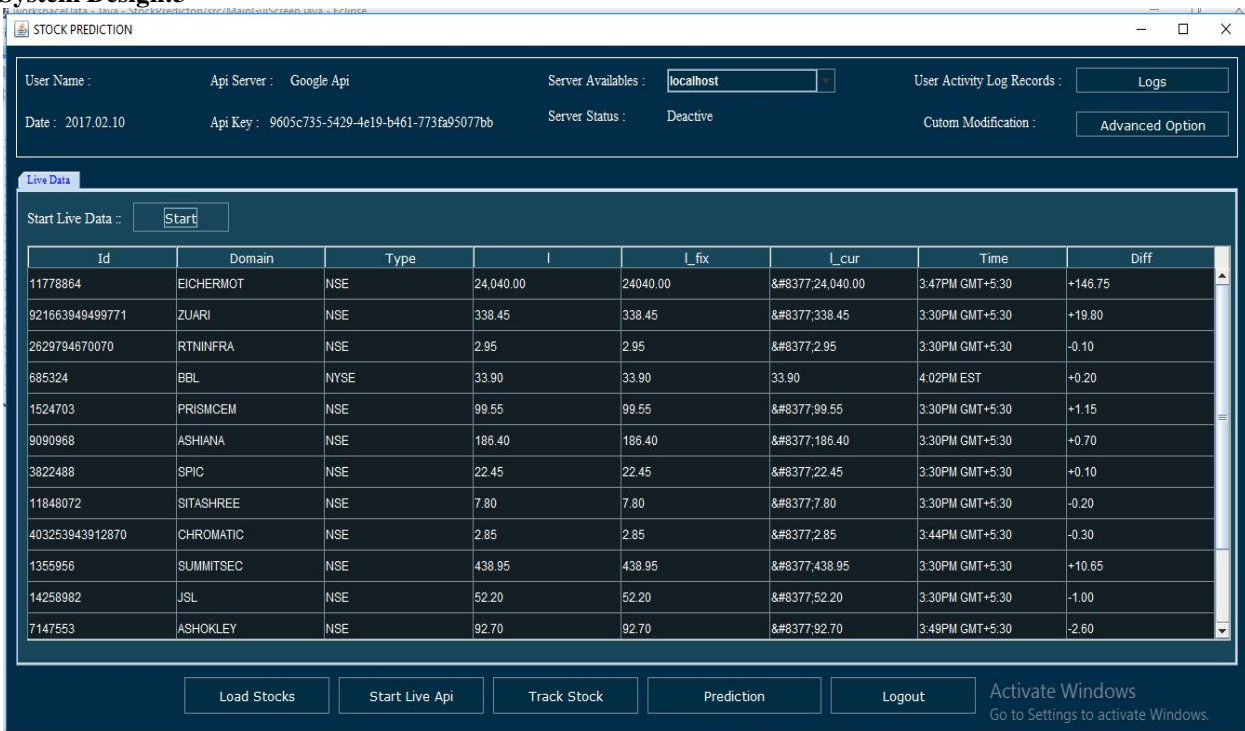 System Design:3
workspaceData - Java - StockPrediction/src/MainGuiScreen.java - Eclipse
STOCK PREDICTION
User Name : Api Server : Google Api Server Availables : localhost User Activity Log Records : Logs
Date : 2017.02.10 Api Key : 9605c735-5429-4e19-b461-773fa95077bb Server Status : Deactive Cutom Modification : Advanced Option
Live Data
Start Live Data :: Start
Id Domain Type l l_fix l_cur Time Diff
11778864 EICHERMOT NSE 24,040.00 24040.00 &#8377;24,040.00 3:47PM GMT+5:30 +146.75
921663949499771 ZUARI NSE 338.45 338.45 &#8377;338.45 3:30PM GMT+5:30 +19.80
2629794670070 RTNINFRA NSE 2.95 2.95 &#8377;2.95 3:30PM GMT+5:30 -0.10
685324 BBL NYSE 33.90 33.90 33.90 4:02PM EST +0.20
1524703 PRISMCEM NSE 99.55 99.55 &#8377;99.55 3:30PM GMT+5:30 +1.15
9090968 ASHIANA NSE 186.40 186.40 &#8377;186.40 3:30PM GMT+5:30 +0.70
3822488 SPIC NSE 22.45 22.45 &#8377;22.45 3:30PM GMT+5:30 +0.10
11848072 SITASHREE NSE 7.80 7.80 &#8377;7.80 3:30PM GMT+5:30 -0.20
403253943912870 CHROMATIC NSE 2.85 2.85 &#8377;2.85 3:44PM GMT+5:30 -0.30
1355956 SUMMITSEC NSE 438.95 438.95 &#8377;438.95 3:30PM GMT+5:30 +10.65
14258982 JSL NSE 52.20 52.20 &#8377;52.20 3:30PM GMT+5:30 -1.00
7147553 ASHOKLEY NSE 92.70 92.70 &#8377;92.70 3:49PM GMT+5:30 -2.60
Load Stocks Start Live Api Track Stock Prediction Logout
Activate Windows
Go to Settings to activate Windows.